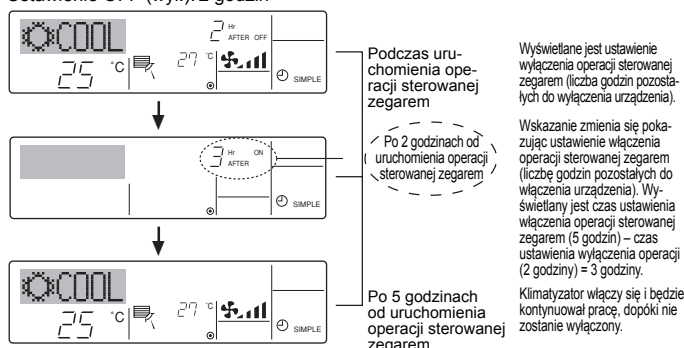 COOL
2 Hr AFTER OFF
25 °C
27 °C
SIMPLE
Podczas uru-
chomienia ope-
racji sterowanej
zegarem
Wyświetlane jest ustawienie
wyłączenia operacji sterowanej
zegarem (liczba godzin pozosta-
łych do wyłączenia urządzenia).
3 Hr AFTER ON
SIMPLE
Po 2 godzinach od
uruchomienia operacji
sterowanej zegarem
Wskazanie zmienia się poka-
zując ustawienie włączenia
operacji sterowanej zegarem
(liczbę godzin pozostałych do
włączenia urządzenia). Wy-
świetlany jest czas ustawienia
włączenia operacji sterowanej
zegarem (5 godzin) – czas
ustawienia wyłączenia operacji
(2 godziny) = 3 godziny.
COOL
25 °C
27 °C
SIMPLE
Po 5 godzinach
od uruchomienia
operacji sterowanej
zegarem
Klimatyzator włączy się i będzie
kontynuował pracę, dopóki nie
zostanie wyłączony.